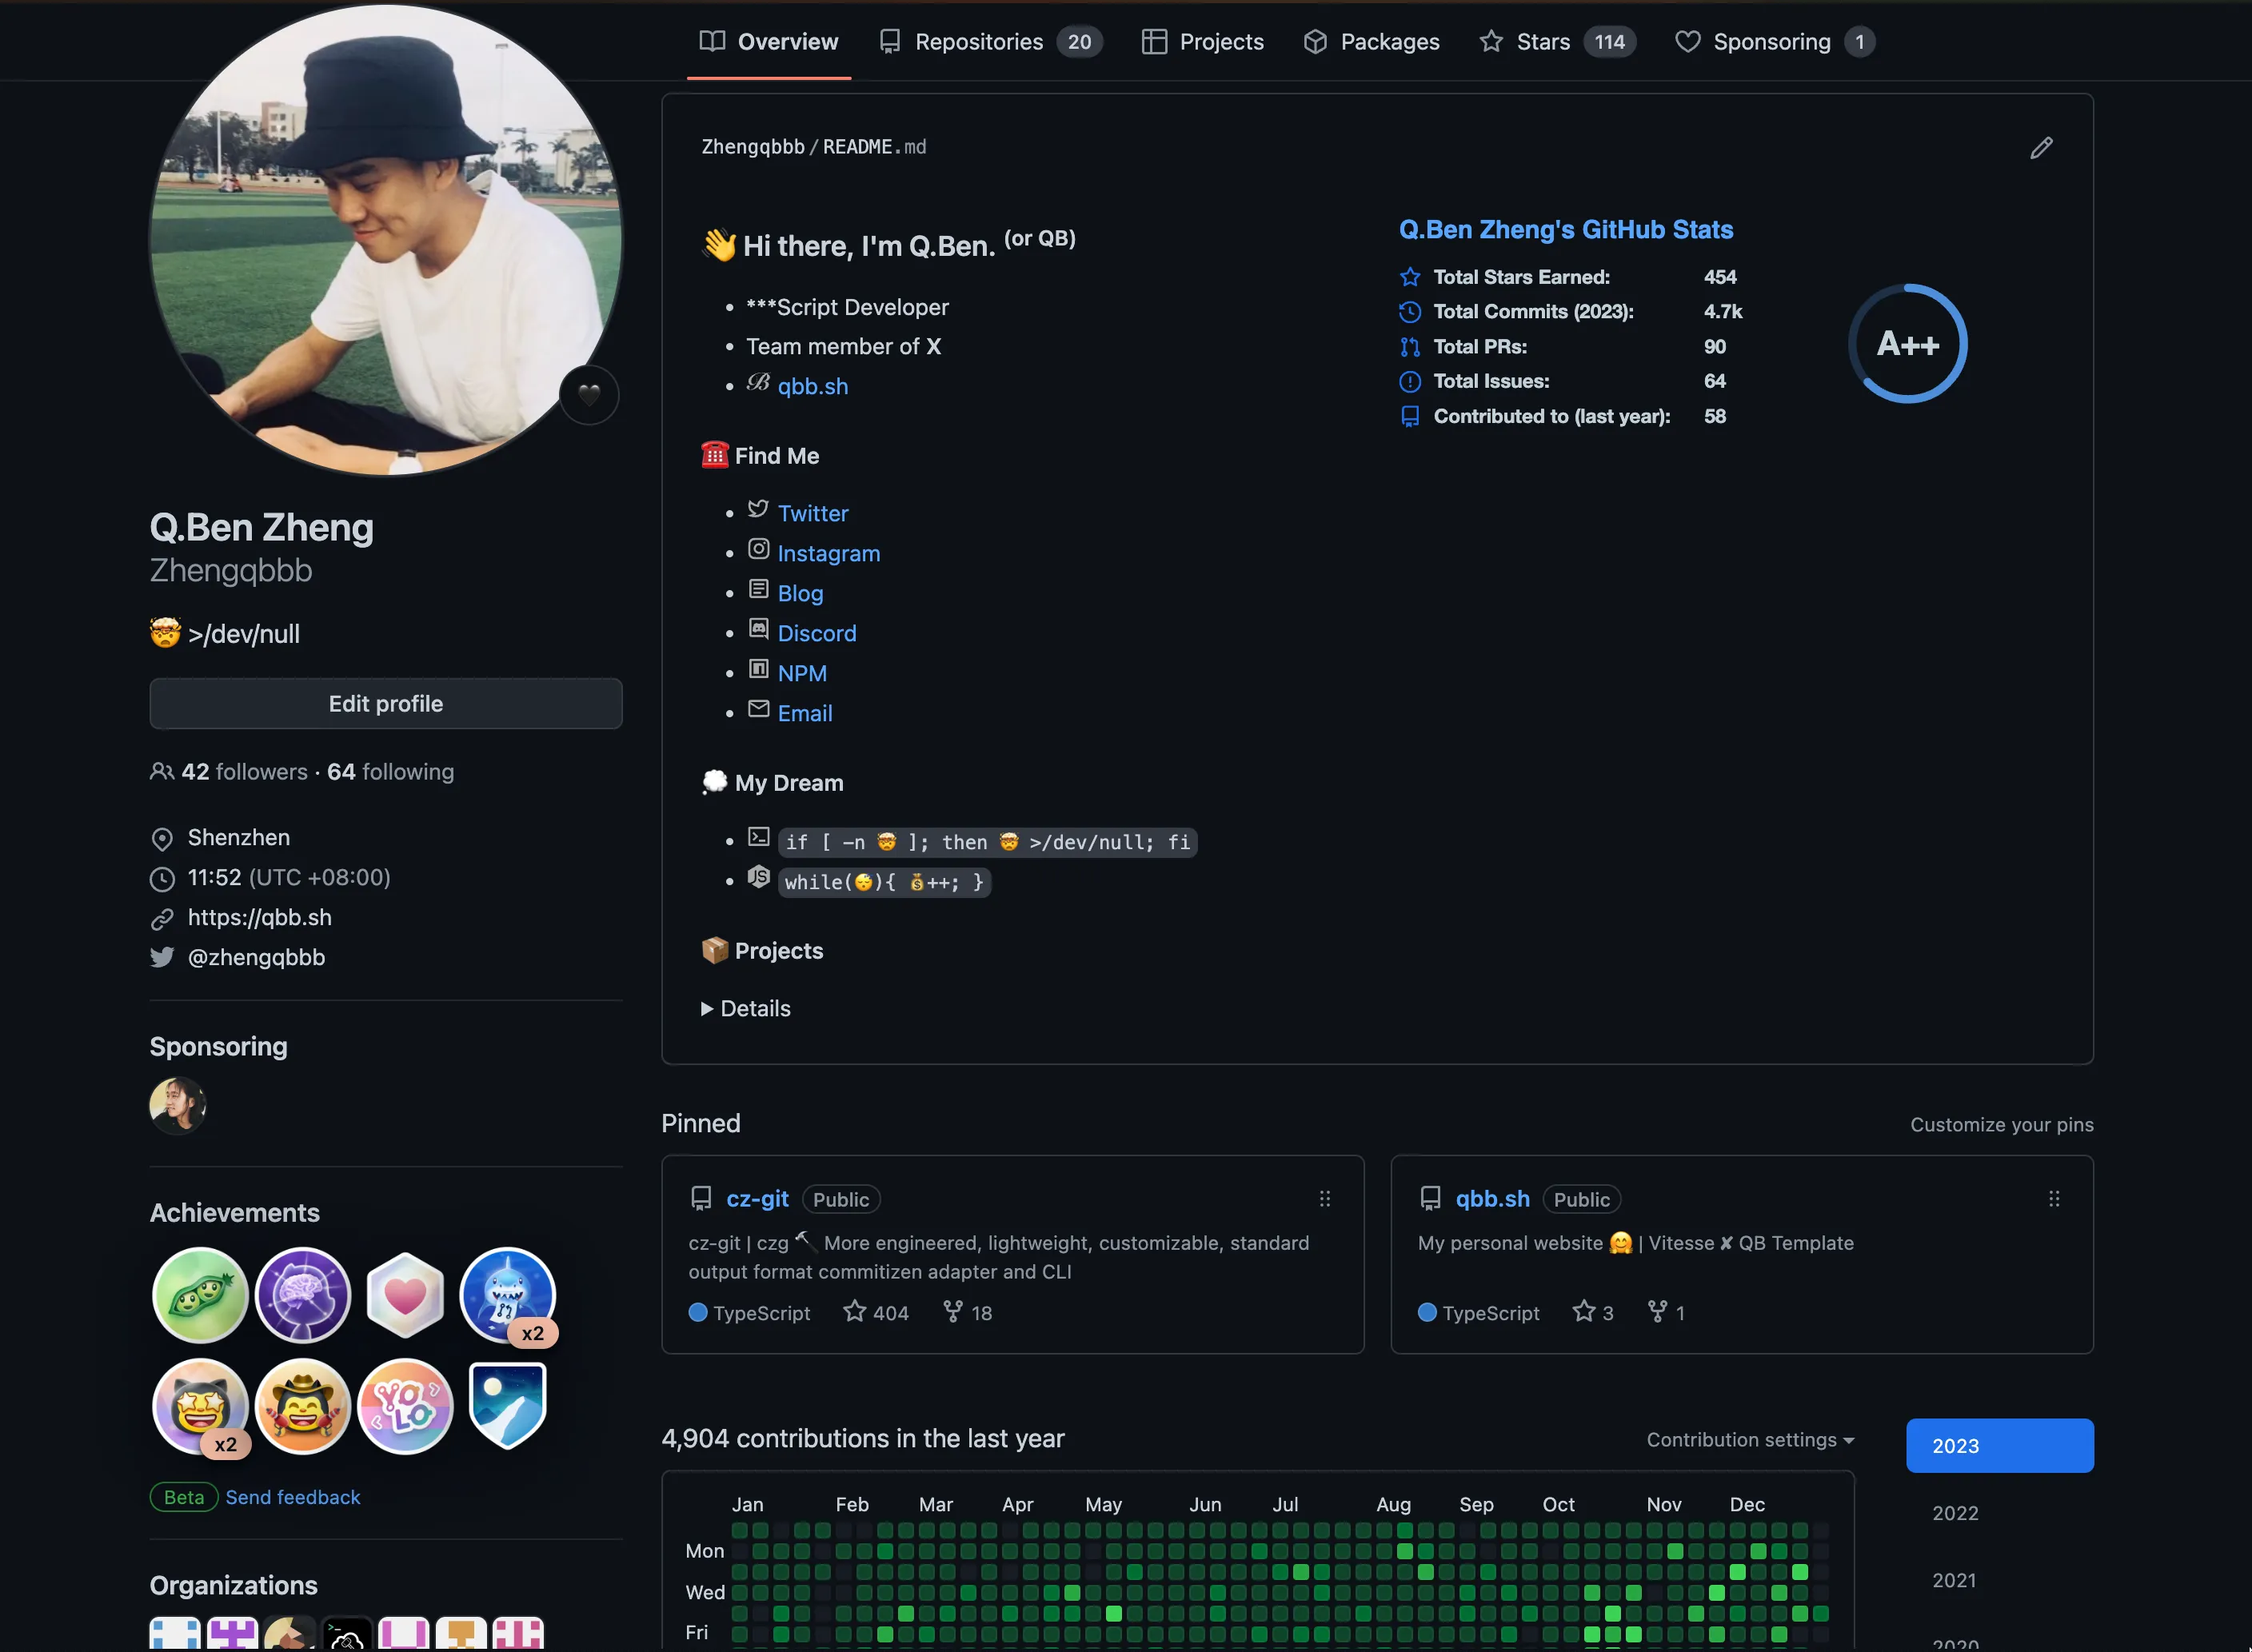 Overview
Repositories 20
Projects
Packages
Stars 114
Sponsoring 1
Q.Ben Zheng
Zhengqbbb
🤯 >/dev/null
Edit profile
42 followers · 64 following
Shenzhen
11:52 (UTC +08:00)
https://qbb.sh
@zhengqbbb
Sponsoring
Achievements
x2
x2
YOLO
Beta Send feedback
Organizations
Zhengqbbb/README.md
👋 Hi there, I'm Q.Ben. (or QB)
***Script Developer
Team member of X
ℬ qbb.sh
☎️ Find Me
Twitter
Instagram
Blog
Discord
NPM
Email
💭 My Dream
if [ -n 🤯 ]; then 🤯 >/dev/null; fi
while(😴){ 💰++; }
📦 Projects
▶ Details
Q.Ben Zheng's GitHub Stats
Total Stars Earned: 454
Total Commits (2023): 4.7k
Total PRs: 90
Total Issues: 64
Contributed to (last year): 58
A++
Pinned
Customize your pins
cz-git Public
cz-git | czg 🔨 More engineered, lightweight, customizable, standard
output format commitizen adapter and CLI
TypeScript 404 18
qbb.sh Public
My personal website 🤗 | Vitesse ✘ QB Template
TypeScript 3 1
4,904 contributions in the last year
Contribution settings
Jan Feb Mar Apr May Jun Jul Aug Sep Oct Nov Dec
Mon
Wed
Fri
2023
2022
2021
2020